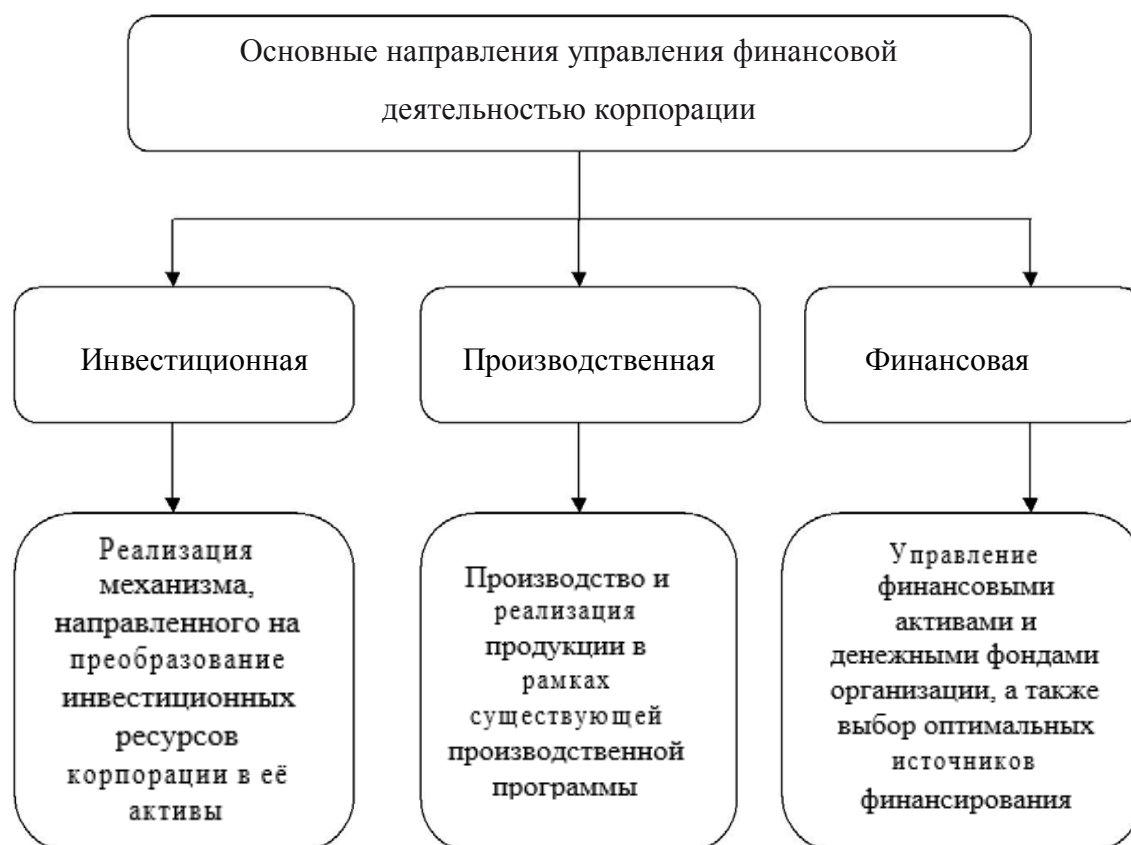 Основные направления управления финансовой
деятельностью корпорации
Инвестиционная
Производственная
Финансовая
Реализация
механизма,
направленного на
преобразование
инвестиционных
ресурсов
корпорации в её
активы
Производство и
реализация
продукции в
рамках
существующей
производственной
программы
Управление
финансовыми
активами и
денежными фондами
организации, а также
выбор оптимальных
источников
финансирования